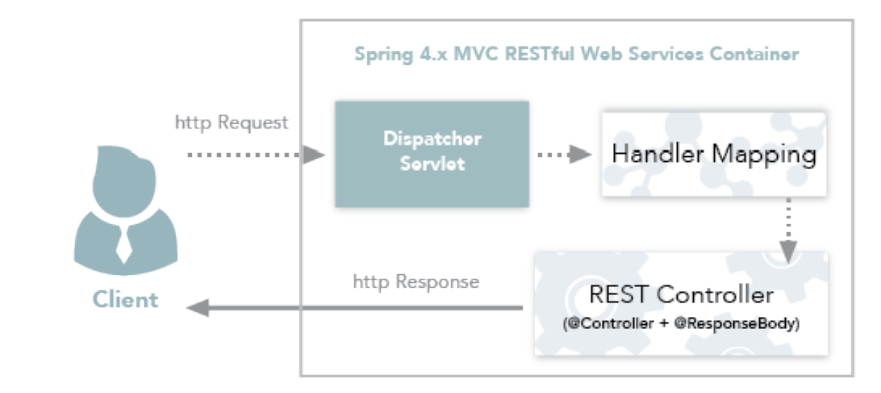 Spring 4.x MVC RESTful Web Services Container
http Request
Dispatcher
Servlet
Handler Mapping
http Response
REST Controller
(@Controller + @ResponseBody)
Client